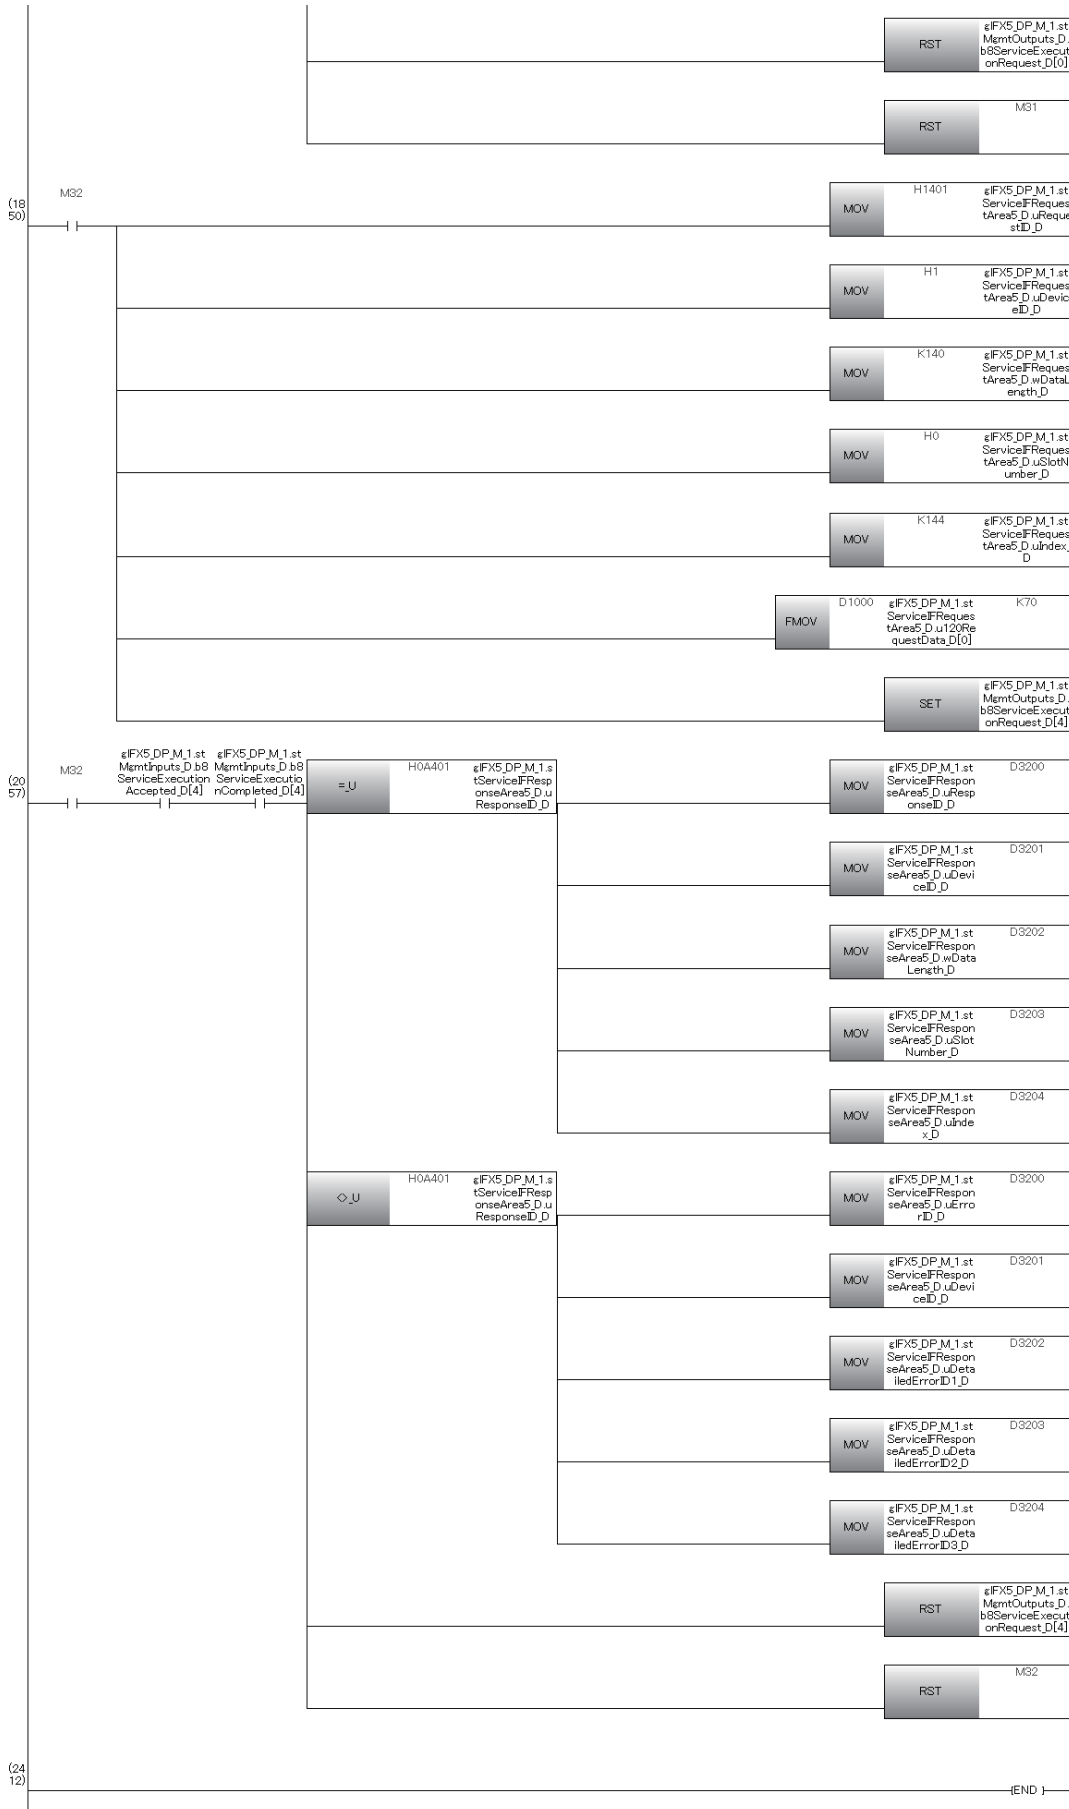 RST
gIFX5_DP_M_1.st
MgmtOutputs_D.
b8ServiceExecuti
onRequest_D[0]
RST
M31
(18
50)
M32
MOV
H1401
gIFX5_DP_M_1.st
ServiceIFReques
tArea5_D.uReque
stID_D
MOV
H1
gIFX5_DP_M_1.st
ServiceIFReques
tArea5_D.uDevic
eID_D
MOV
K140
gIFX5_DP_M_1.st
ServiceIFReques
tArea5_D.wDataL
ength_D
MOV
H0
gIFX5_DP_M_1.st
ServiceIFReques
tArea5_D.uSlotN
umber_D
MOV
K144
gIFX5_DP_M_1.st
ServiceIFReques
tArea5_D.uIndex_
D
FMOV
D1000
gIFX5_DP_M_1.st
ServiceIFReques
tArea5_D.u120Re
questData_D[0]
K70
SET
gIFX5_DP_M_1.st
MgmtOutputs_D.
b8ServiceExecuti
onRequest_D[4]
(20
57)
M32
gIFX5_DP_M_1.st
MgmtInputs_D.b8
ServiceExecution
Accepted_D[4]
gIFX5_DP_M_1.st
MgmtInputs_D.b8
ServiceExecutio
nCompleted_D[4]
=_U
H0A401
gIFX5_DP_M_1.s
tServiceIFResp
onseArea5_D.u
ResponseID_D
MOV
gIFX5_DP_M_1.st
ServiceIFRespon
seArea5_D.uResp
onseID_D
D3200
MOV
gIFX5_DP_M_1.st
ServiceIFRespon
seArea5_D.uDevi
ceID_D
D3201
MOV
gIFX5_DP_M_1.st
ServiceIFRespon
seArea5_D.wData
Length_D
D3202
MOV
gIFX5_DP_M_1.st
ServiceIFRespon
seArea5_D.uSlot
Number_D
D3203
MOV
gIFX5_DP_M_1.st
ServiceIFRespon
seArea5_D.uInde
x_D
D3204
<>_U
H0A401
gIFX5_DP_M_1.s
tServiceIFResp
onseArea5_D.u
ResponseID_D
MOV
gIFX5_DP_M_1.st
ServiceIFRespon
seArea5_D.uErro
rID_D
D3200
MOV
gIFX5_DP_M_1.st
ServiceIFRespon
seArea5_D.uDevi
ceID_D
D3201
MOV
gIFX5_DP_M_1.st
ServiceIFRespon
seArea5_D.uDeta
iledErrorID1_D
D3202
MOV
gIFX5_DP_M_1.st
ServiceIFRespon
seArea5_D.uDeta
iledErrorID2_D
D3203
MOV
gIFX5_DP_M_1.st
ServiceIFRespon
seArea5_D.uDeta
iledErrorID3_D
D3204
RST
gIFX5_DP_M_1.st
MgmtOutputs_D.
b8ServiceExecuti
onRequest_D[4]
RST
M32
(24
12)
[END ]